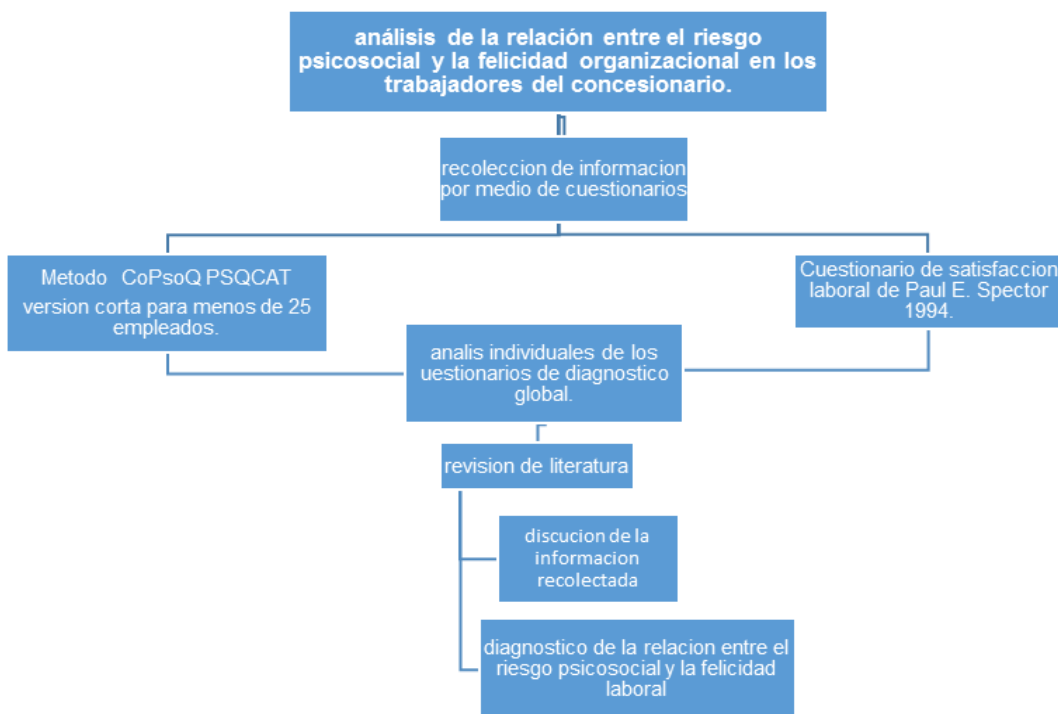 análisis de la relación entre el riesgo
psicosocial y la felicidad organizacional en los
trabajadores del concesionario.
recoleccion de informacion
por medio de cuestionarios
Metodo CoPsoQ PSQCAT
version corta para menos de 25
empleados.
Cuestionario de satisfaccion
laboral de Paul E. Spector
1994.
analis individuales de los
uestionarios de diagnostico
global.
revision de literatura
discucion de la
informacion
recolectada
diagnostico de la relacion entre el
riesgo psicosocial y la felicidad
laboral